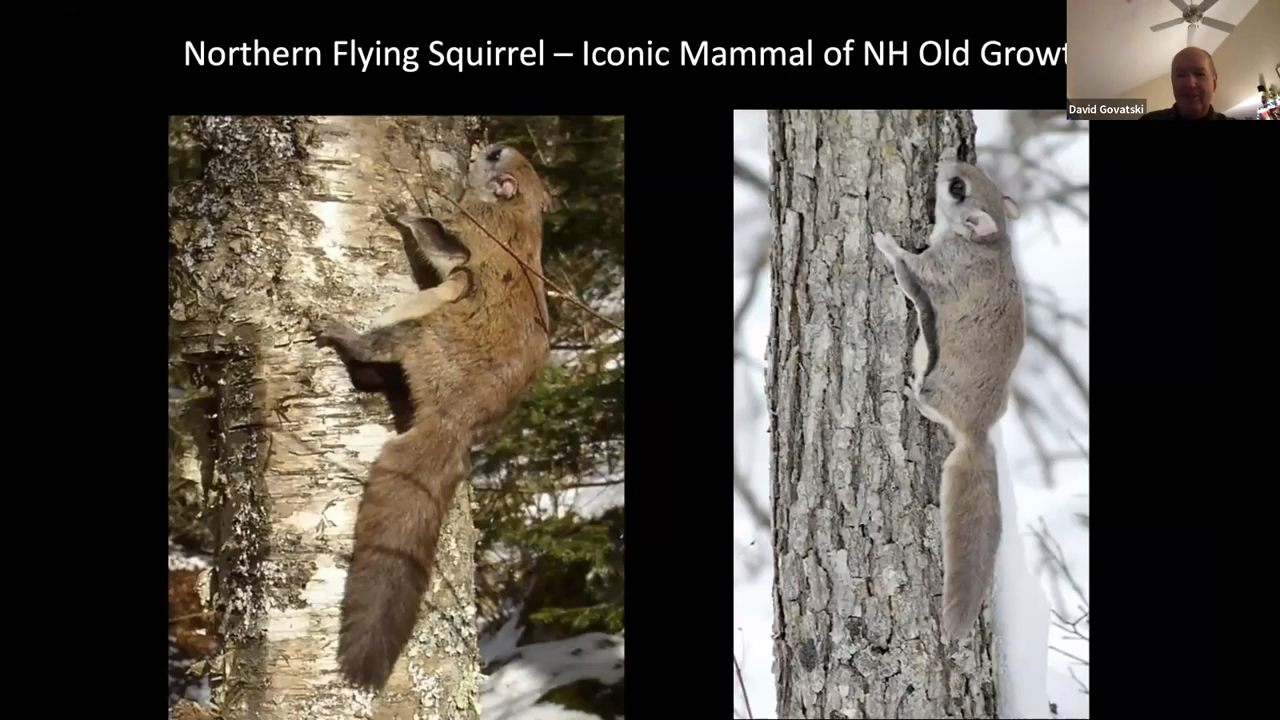 Northern Flying Squirrel – Iconic Mammal of NH Old Growt
David Govatski